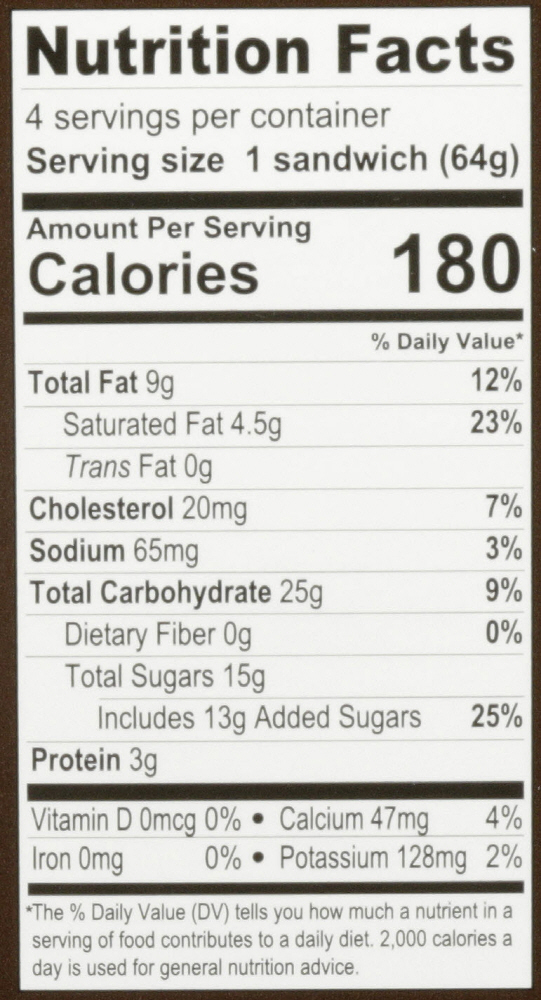 Nutrition Facts
4 servings per container
Serving size 1 sandwich (64g)
Amount Per Serving
Calories 180
% Daily Value*
Total Fat 9g 12%
Saturated Fat 4.5g 23%
Trans Fat 0g
Cholesterol 20mg 7%
Sodium 65mg 3%
Total Carbohydrate 25g 9%
Dietary Fiber 0g 0%
Total Sugars 15g
Includes 13g Added Sugars 25%
Protein 3g
Vitamin D 0mcg 0% • Calcium 47mg 4%
Iron 0mg 0% • Potassium 128mg 2%
*The % Daily Value (DV) tells you how much a nutrient in a
serving of food contributes to a daily diet. 2,000 calories a
day is used for general nutrition advice.